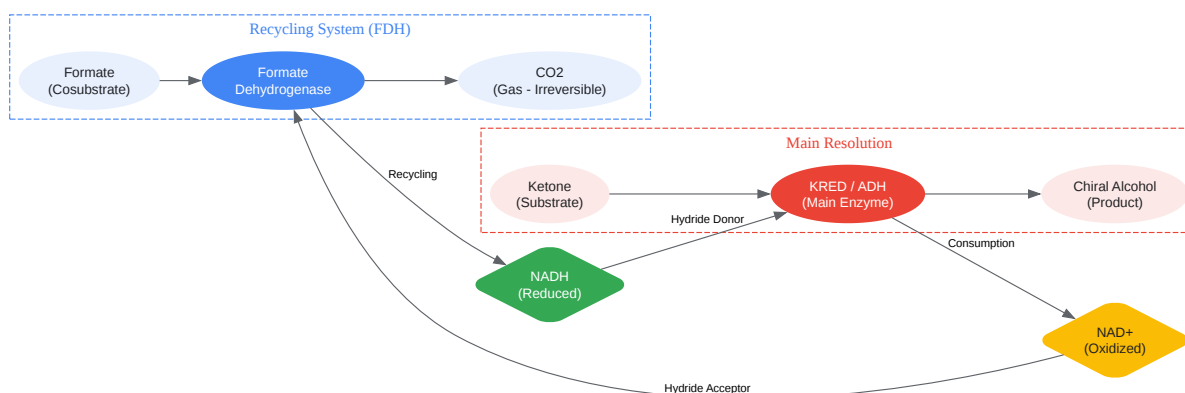 Recycling System (FDH)
Formate
(Cosubstrate)
Formate
Dehydrogenase
CO2
(Gas - Irreversible)
Main Resolution
Recycling
Ketone
(Substrate)
KRED / ADH
(Main Enzyme)
Chiral Alcohol
(Product)
Hydride Donor
Consumption
NADH
(Reduced)
NAD+
(Oxidized)
Hydride Acceptor